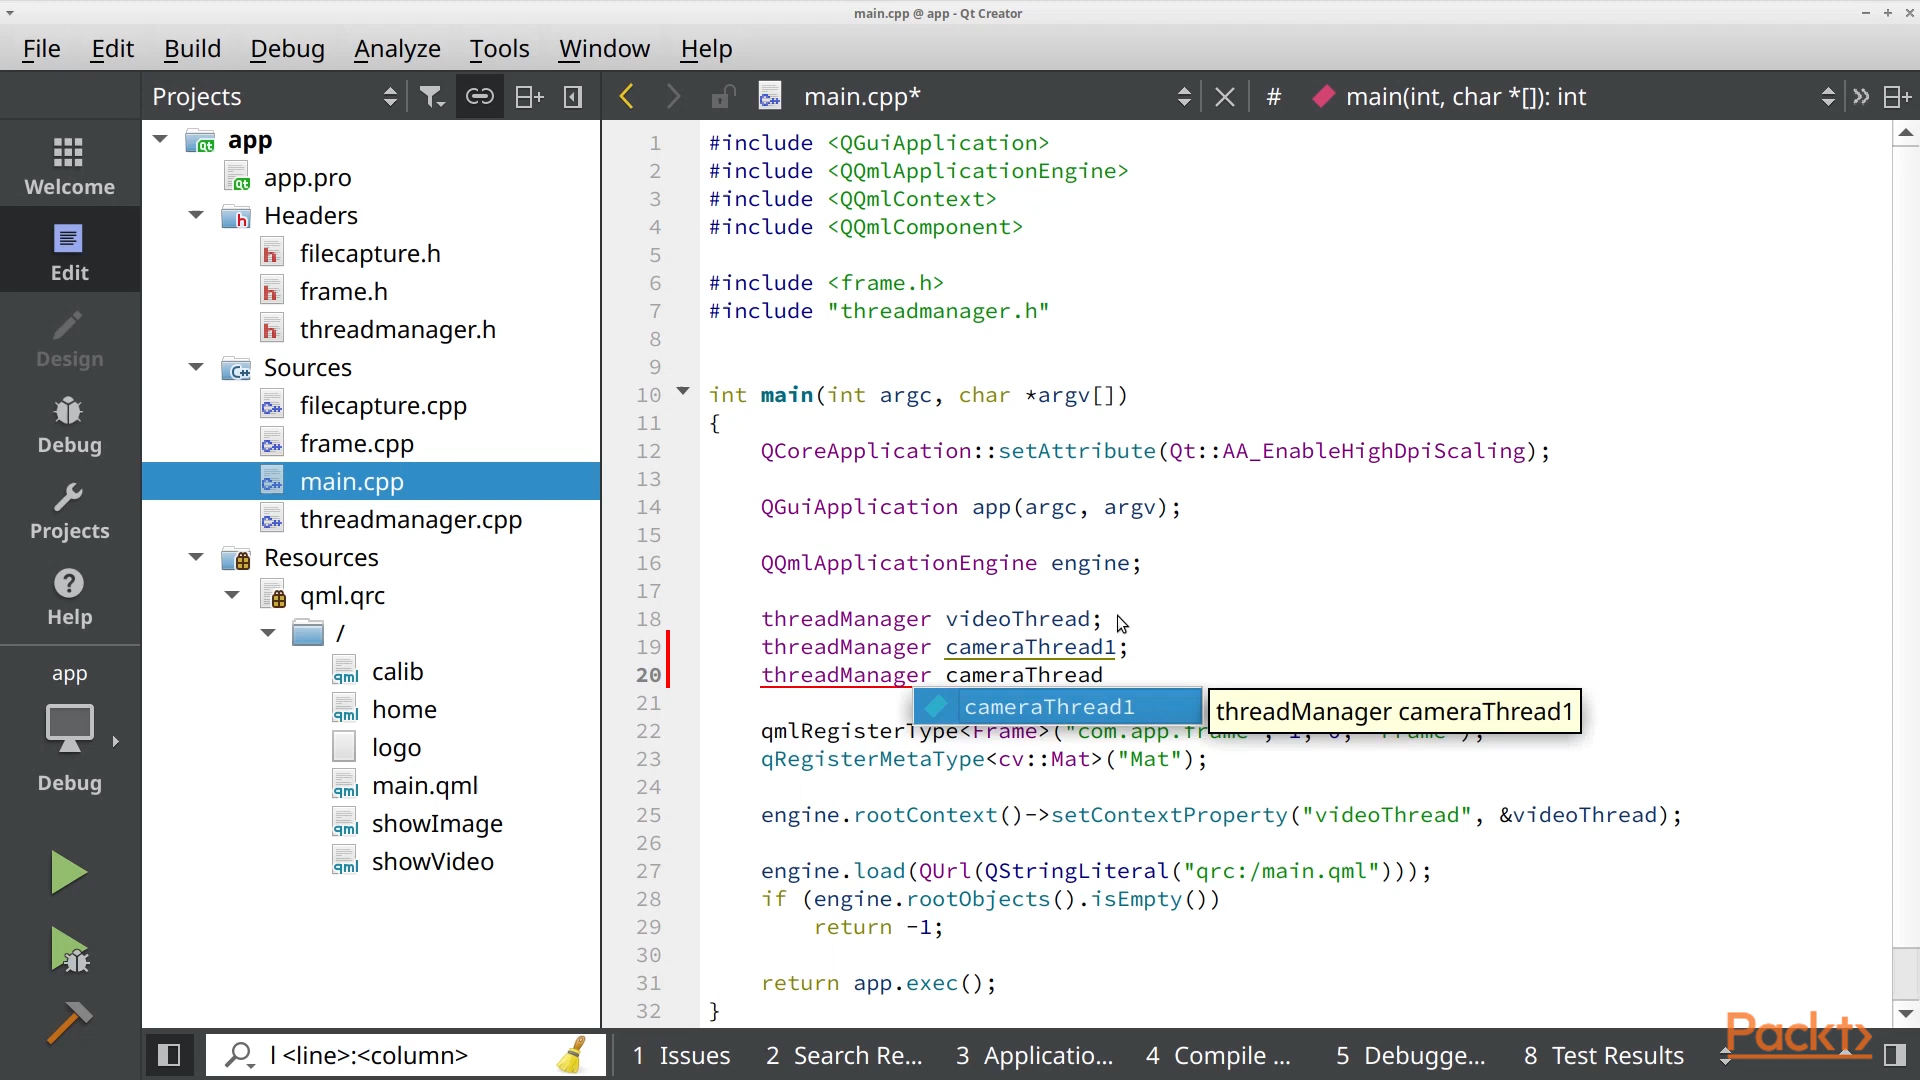 main.cpp @ app - Qt Creator
File Edit Build Debug Analyze Tools Window Help
Projects
main.cpp*
#
main(int, char *[]): int
Welcome
Edit
Design
Debug
Projects
Help
app
Debug
app
app.pro
Headers
filecapture.h
frame.h
threadmanager.h
Sources
filecapture.cpp
frame.cpp
main.cpp
threadmanager.cpp
Resources
qml.qrc
/
calib
home
logo
main.qml
showImage
showVideo
1 #include <QGuiApplication>
2 #include <QQmlApplicationEngine>
3 #include <QQmlContext>
4 #include <QQmlComponent>
5
6 #include <frame.h>
7 #include "threadmanager.h"
8
9
10 int main(int argc, char *argv[])
11 {
12 QCoreApplication::setAttribute(Qt::AA_EnableHighDpiScaling);
13
14 QGuiApplication app(argc, argv);
15
16 QQmlApplicationEngine engine;
17
18 threadManager videoThread;
19 threadManager cameraThread1;
20 threadManager cameraThread
21
cameraThread1
threadManager cameraThread1
22 qmlRegisterType<Frame>("com.app.frame", 1, 0, "Frame");
23 qRegisterMetaType<cv::Mat>("Mat");
24
25 engine.rootContext()->setContextProperty("videoThread", &videoThread);
26
27 engine.load(QUrl(QStringLiteral("qrc:/main.qml")));
28 if (engine.rootObjects().isEmpty())
29 return -1;
30
31 return app.exec();
32 }
l <line>:<column>
1 Issues
2 Search Re...
3 Applicatio...
4 Compile ...
5 Debugge...
8 Test Results
Packt>